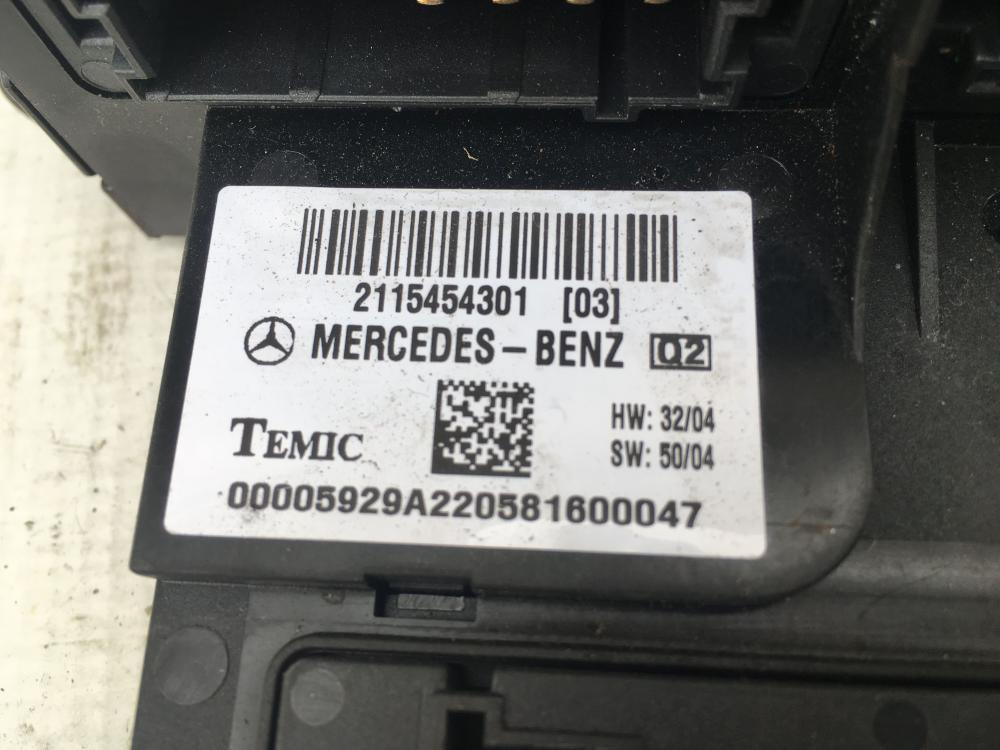 2115454301 [03]
MERCEDES-BENZ Q2
TEMIC
HW: 32/04
SW: 50/04
00005929A220581600047